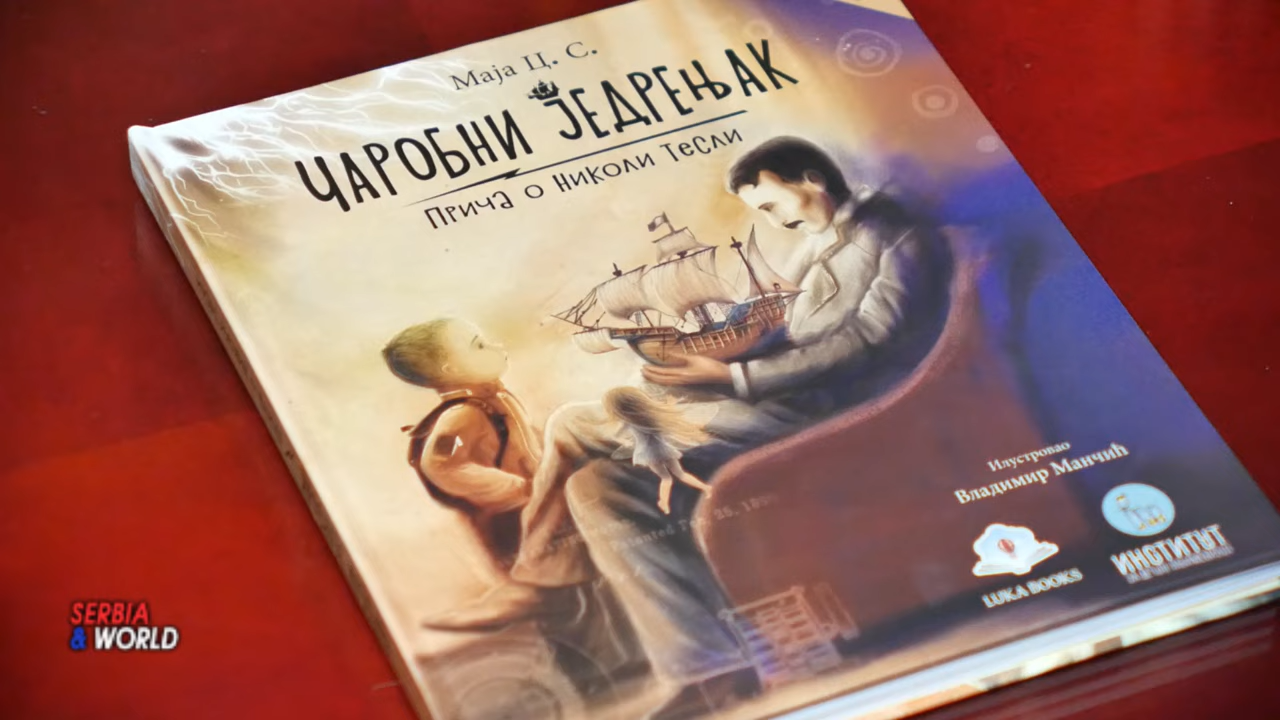 Маја Ц. С.
ЧАРОБНИ ЈЕДРЕЊАК
Прича о Николи Тесли
Илустровао
Владимир Манчић
LUKA BOOKS
ИНСТИТУТ
SERBIA
& WORLD